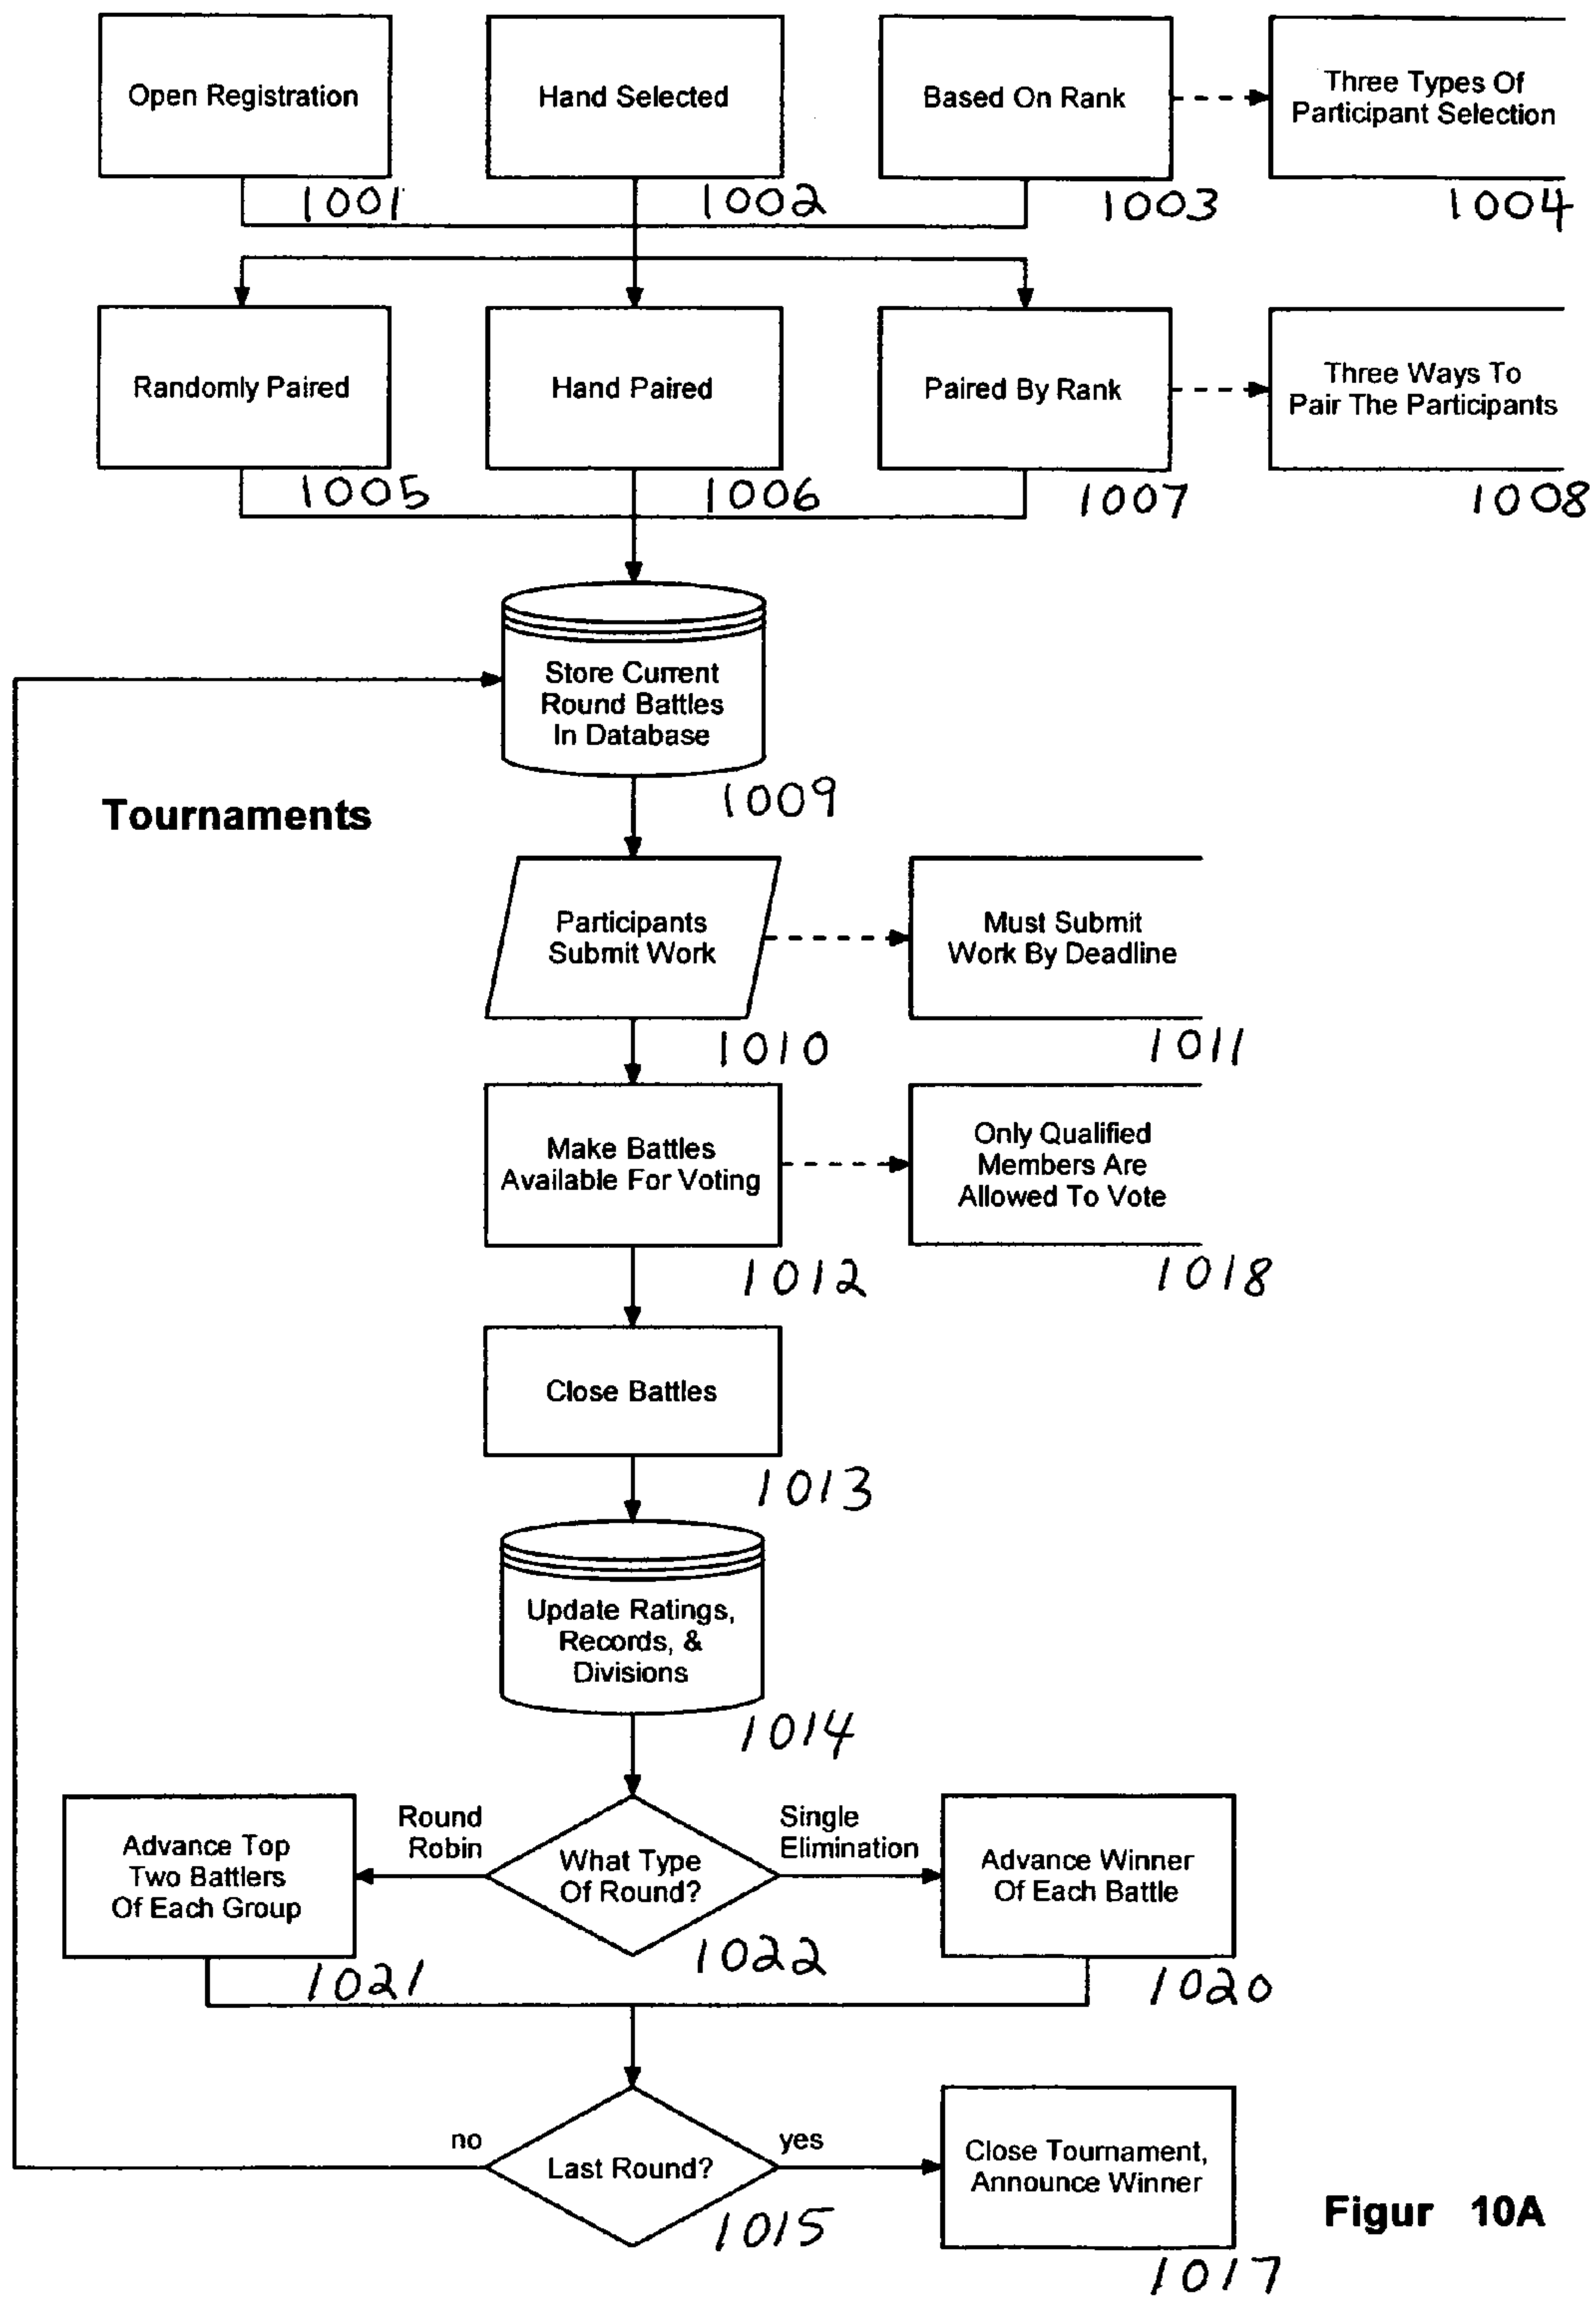 Open Registration
Hand Selected
Based On Rank
Three Types Of
Participant Selection
1001
1002
1003
1004
Randomly Paired
Hand Paired
Paired By Rank
Three Ways To
Pair The Participants
1005
1006
1007
1008
Store Current
Round Battles
In Database
1009
Tournaments
Participants
Submit Work
Must Submit
Work By Deadline
1010
1011
Make Battles
Available For Voting
Only Qualified
Members Are
Allowed To Vote
1012
1018
Close Battles
1013
Update Ratings,
Records, &
Divisions
1014
Advance Top
Two Battlers
Of Each Group
Round
Robin
What Type
Of Round?
Single
Elimination
Advance Winner
Of Each Battle
1021
1022
1020
no
Last Round?
yes
Close Tournament,
Announce Winner
1015
1017
Figur 10A